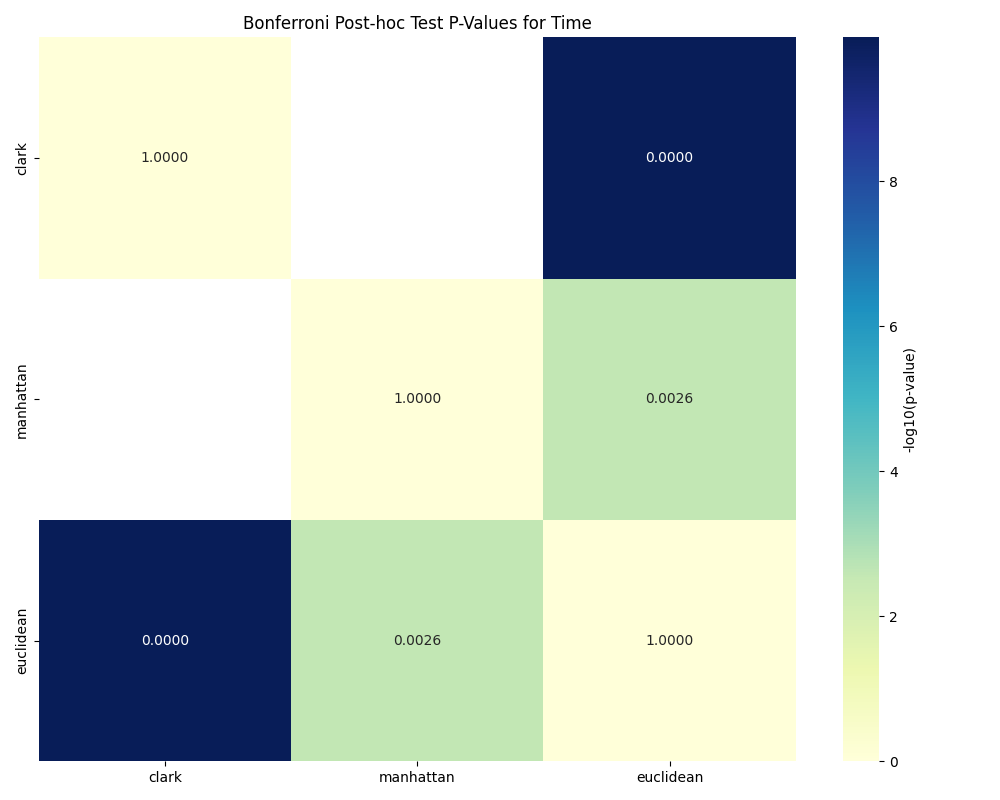 Bonferroni Post-hoc Test P-Values for Time
clark
1.0000
0.0000
manhattan
1.0000
0.0026
euclidean
0.0000
0.0026
1.0000
clark
manhattan
euclidean
8
6
4
2
0
-log10(p-value)